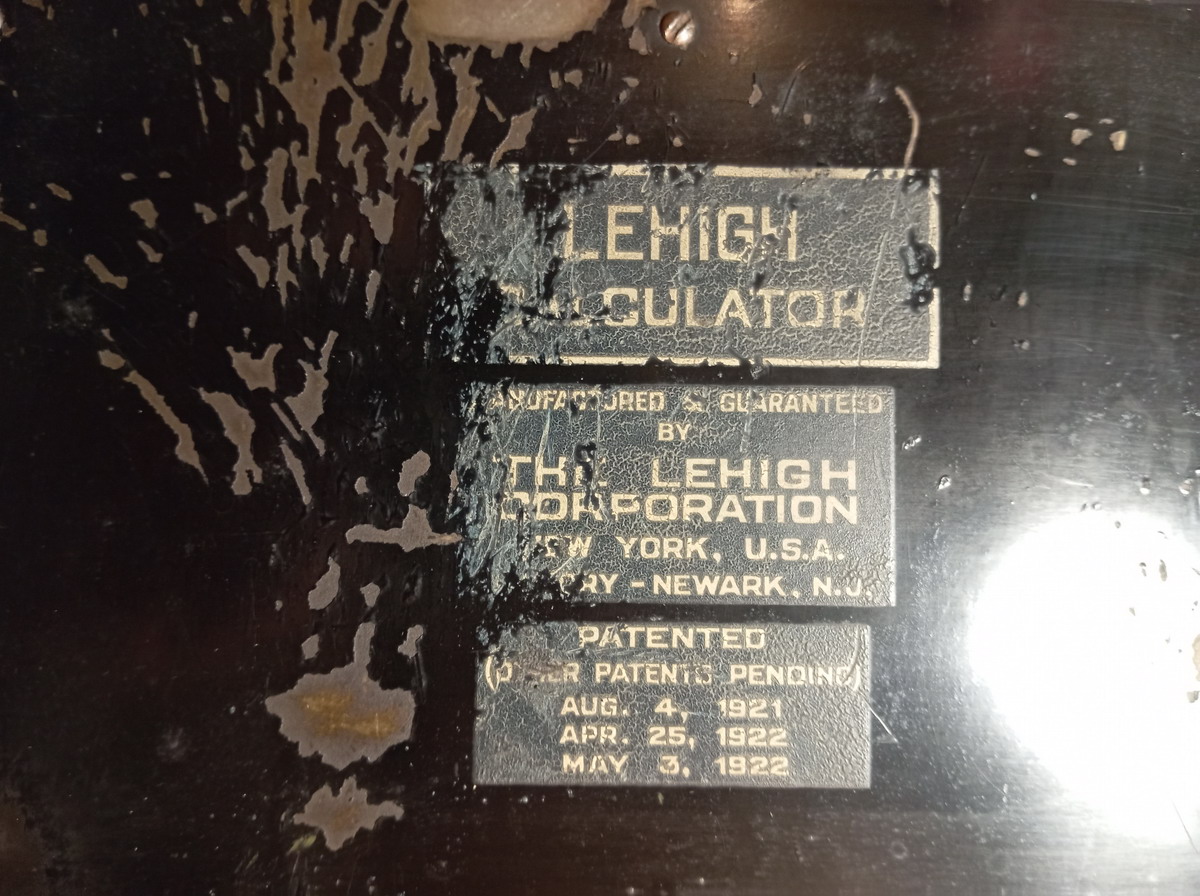 LEHIGH
CALCULATOR
MANUFACTURED & GUARANTEED
BY
THE LEHIGH
CORPORATION
NEW YORK, U.S.A.
- NEWARK, N.J.
PATENTED
(OTHER PATENTS PENDING)
AUG. 4, 1921
APR. 25, 1922
MAY 3, 1922